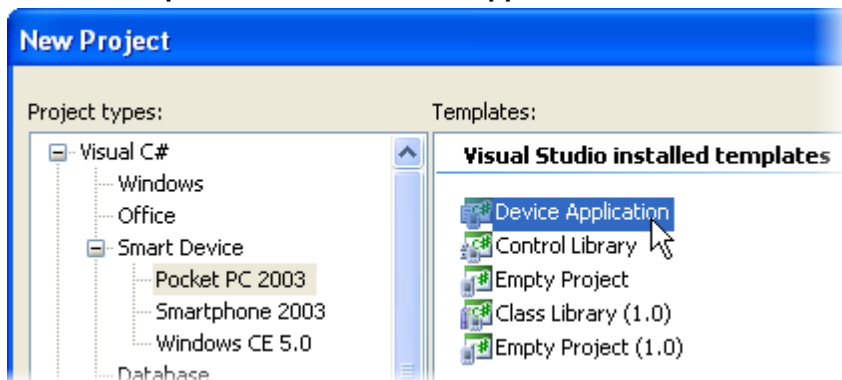 New Project
Project types:
Templates:
Visual C#
Windows
Office
Smart Device
Pocket PC 2003
Smartphone 2003
Windows CE 5.0
Database
Visual Studio installed templates
Device Application
Control Library
Empty Project
Class Library (1.0)
Empty Project (1.0)